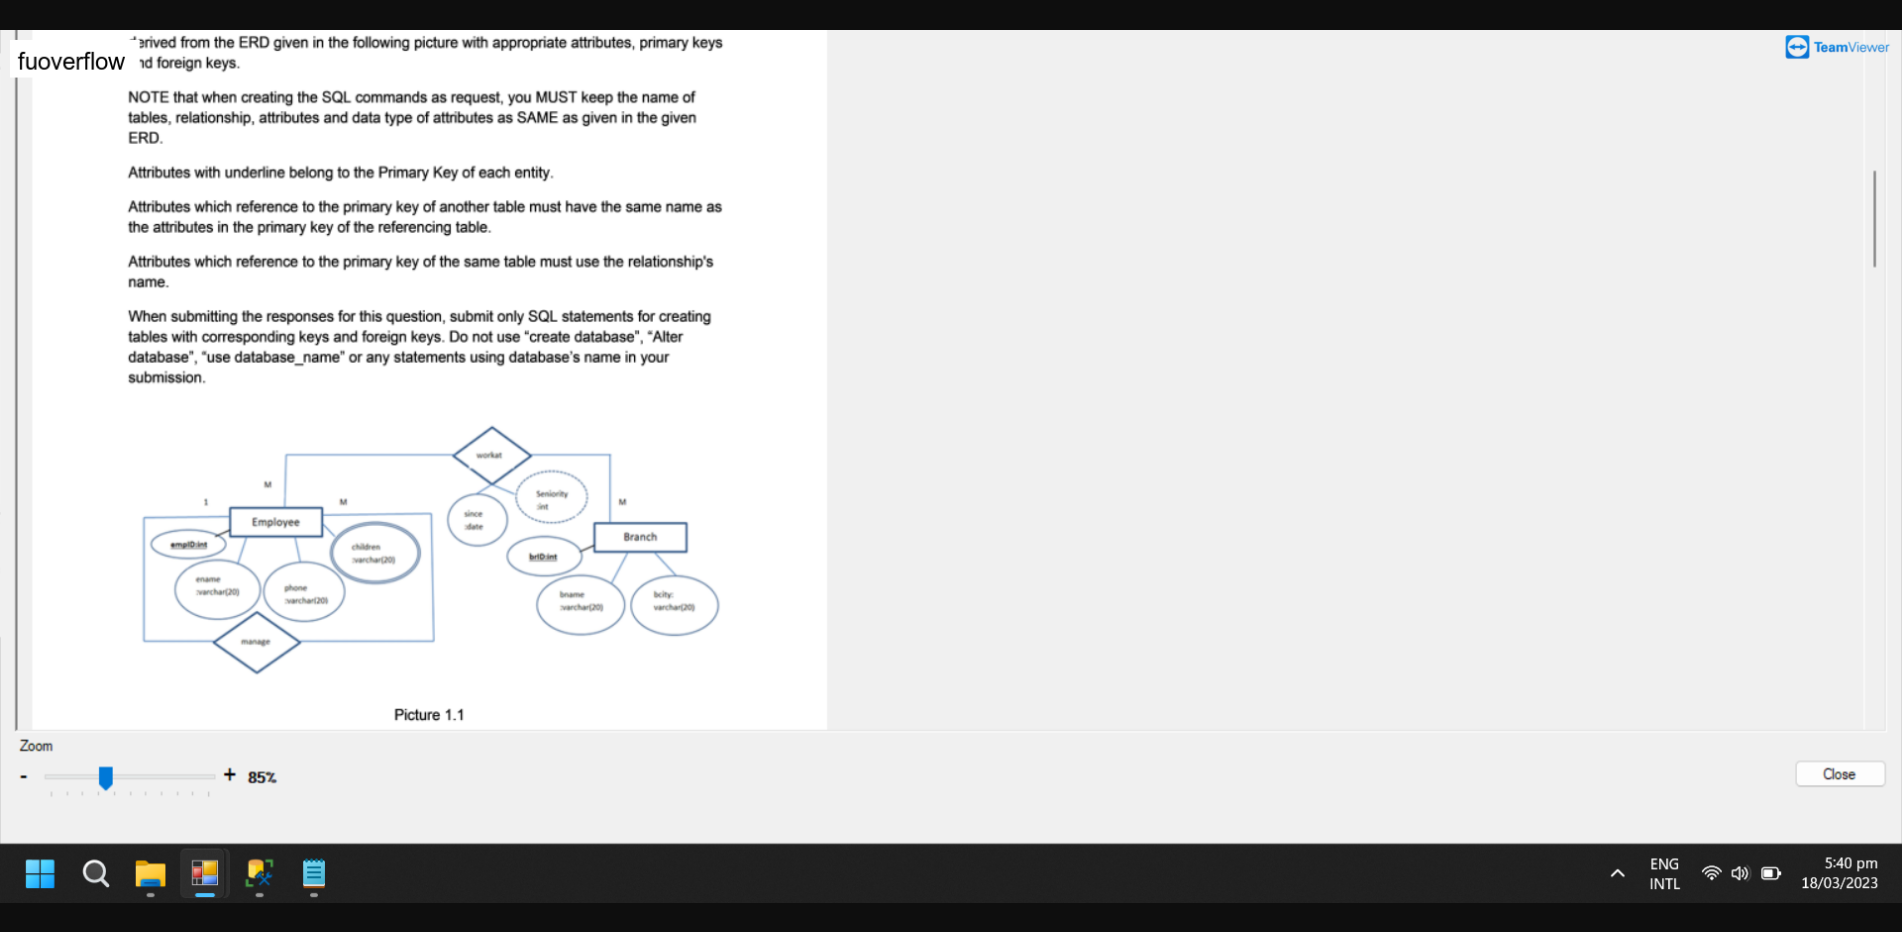 fuoverflow
erived from the ERD given in the following picture with appropriate attributes, primary keys
nd foreign keys.
TeamViewer
NOTE that when creating the SQL commands as request, you MUST keep the name of
tables, relationship, attributes and data type of attributes as SAME as given in the given
ERD.
Attributes with underline belong to the Primary Key of each entity.
Attributes which reference to the primary key of another table must have the same name as
the attributes in the primary key of the referencing table.
Attributes which reference to the primary key of the same table must use the relationship's
name.
When submitting the responses for this question, submit only SQL statements for creating
tables with corresponding keys and foreign keys. Do not use “create database”, “Alter
database”, “use database_name” or any statements using database’s name in your
submission.
workat
M
1
M
Seniority
:int
M
since
:date
Employee
Branch
empID:int
children
:varchar(20)
brID:int
ename
:varchar(20)
phone
:varchar(20)
bname
:varchar(20)
bcity:
varchar(20)
manage
Picture 1.1
Zoom
-
+
85%
Close
ENG
INTL
5:40 pm
18/03/2023